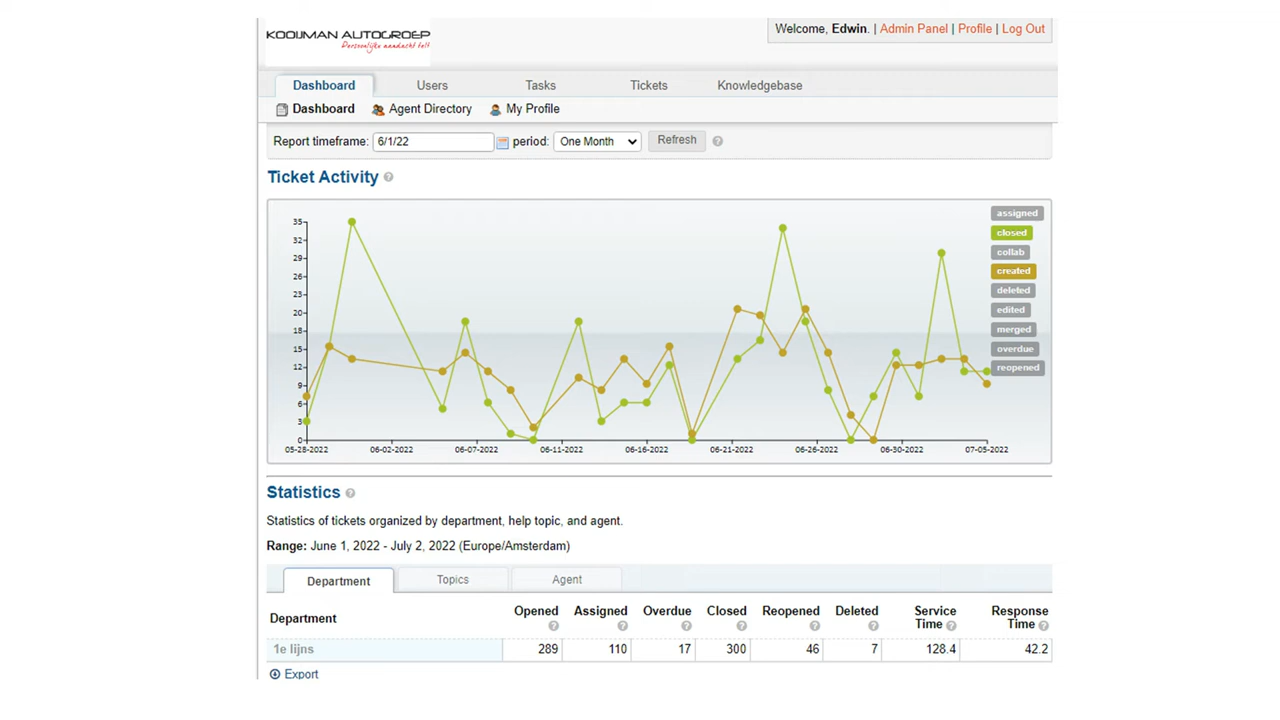 KOOIJMAN AUTOGROEP
Persoonlijke aandacht telt
Welcome, Edwin. | Admin Panel | Profile | Log Out
Dashboard Users Tasks Tickets Knowledgebase
Dashboard Agent Directory My Profile
Report timeframe: 6/1/22 period: One Month Refresh
Ticket Activity
assigned
closed
collab
created
deleted
edited
merged
overdue
reopened
35
32
29
26
23
20
18
15
12
9
6
3
0
05-28-2022 06-02-2022 06-07-2022 06-11-2022 06-16-2022 06-21-2022 06-26-2022 06-30-2022 07-05-2022
Statistics
Statistics of tickets organized by department, help topic, and agent.
Range: June 1, 2022 - July 2, 2022 (Europe/Amsterdam)
Department Topics Agent
Department Opened Assigned Overdue Closed Reopened Deleted Service Time Response Time
1e lijns 289 110 17 300 46 7 128.4 42.2
Export